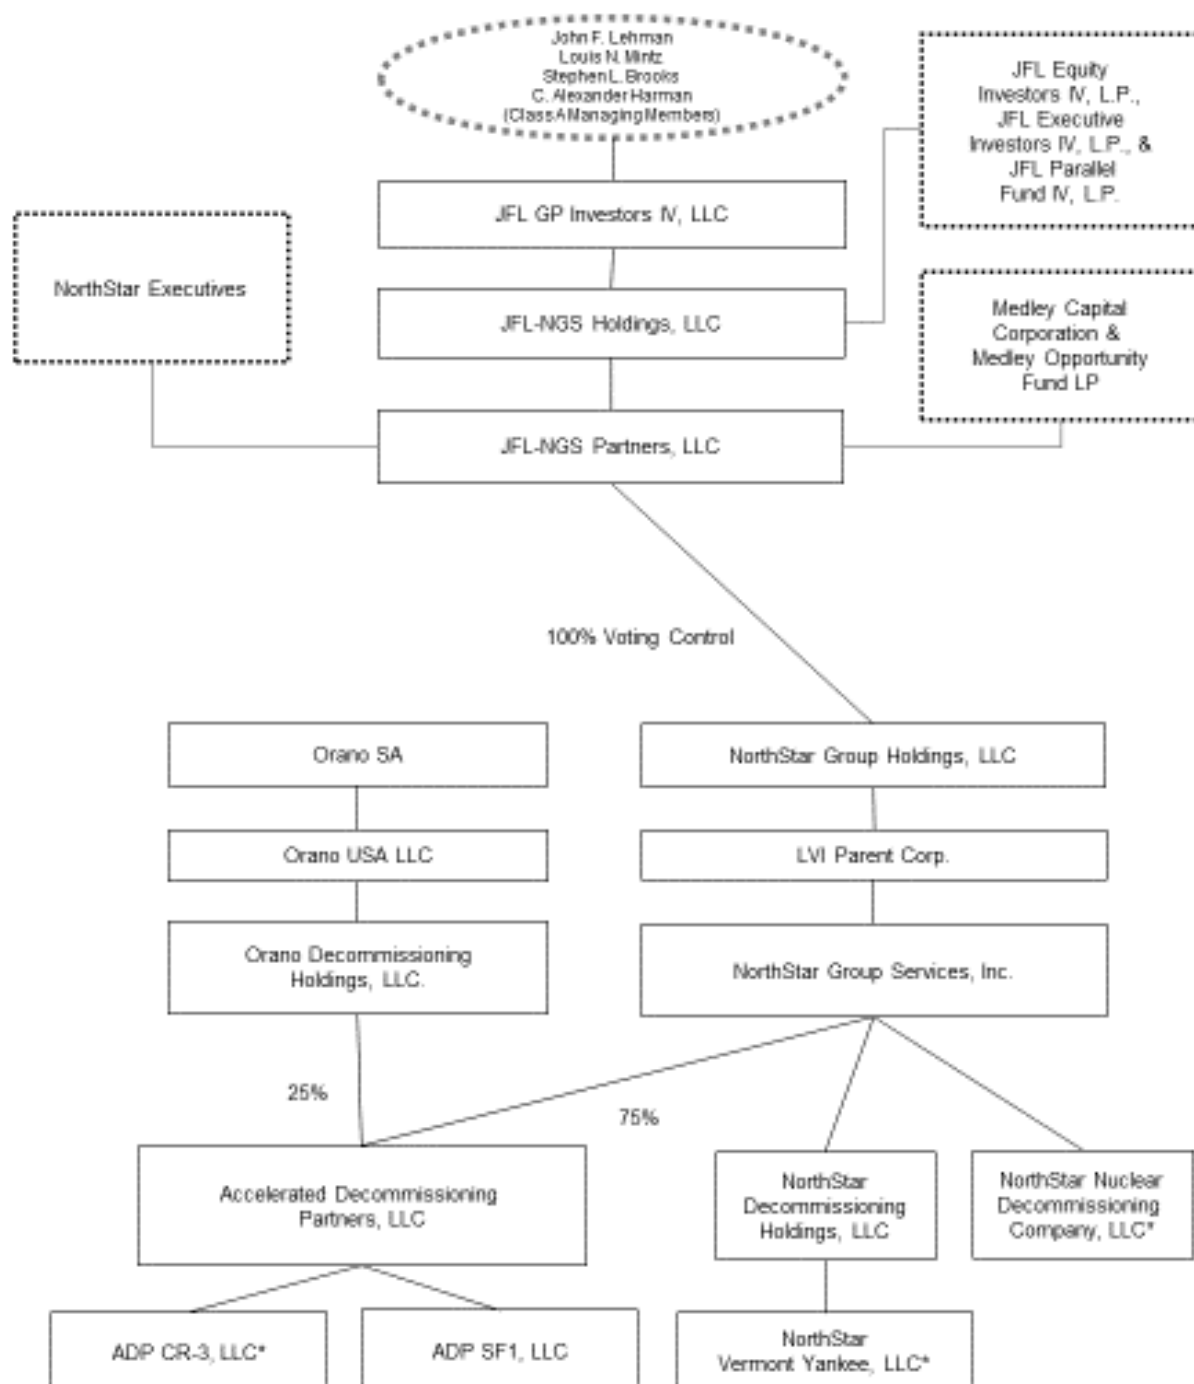 John F. Lehman
Louis N. Mintz
Stephen L. Brooks
C. Alexander Harman
(Class A Managing Members)
JFL Equity
Investors IV, L.P.,
JFL Executive
Investors IV, L.P., &
JFL Parallel
Fund IV, L.P.
JFL GP Investors IV, LLC
NorthStar Executives
JFL-NGS Holdings, LLC
Medley Capital
Corporation &
Medley Opportunity
Fund LP
JFL-NGS Partners, LLC
100% Voting Control
Orano SA
NorthStar Group Holdings, LLC
Orano USA LLC
LVI Parent Corp.
Orano Decommissioning
Holdings, LLC.
NorthStar Group Services, Inc.
25%
75%
Accelerated Decommissioning
Partners, LLC
NorthStar
Decommissioning
Holdings, LLC
NorthStar Nuclear
Decommissioning
Company, LLC*
ADP CR-3, LLC*
ADP SF1, LLC
NorthStar
Vermont Yankee, LLC*